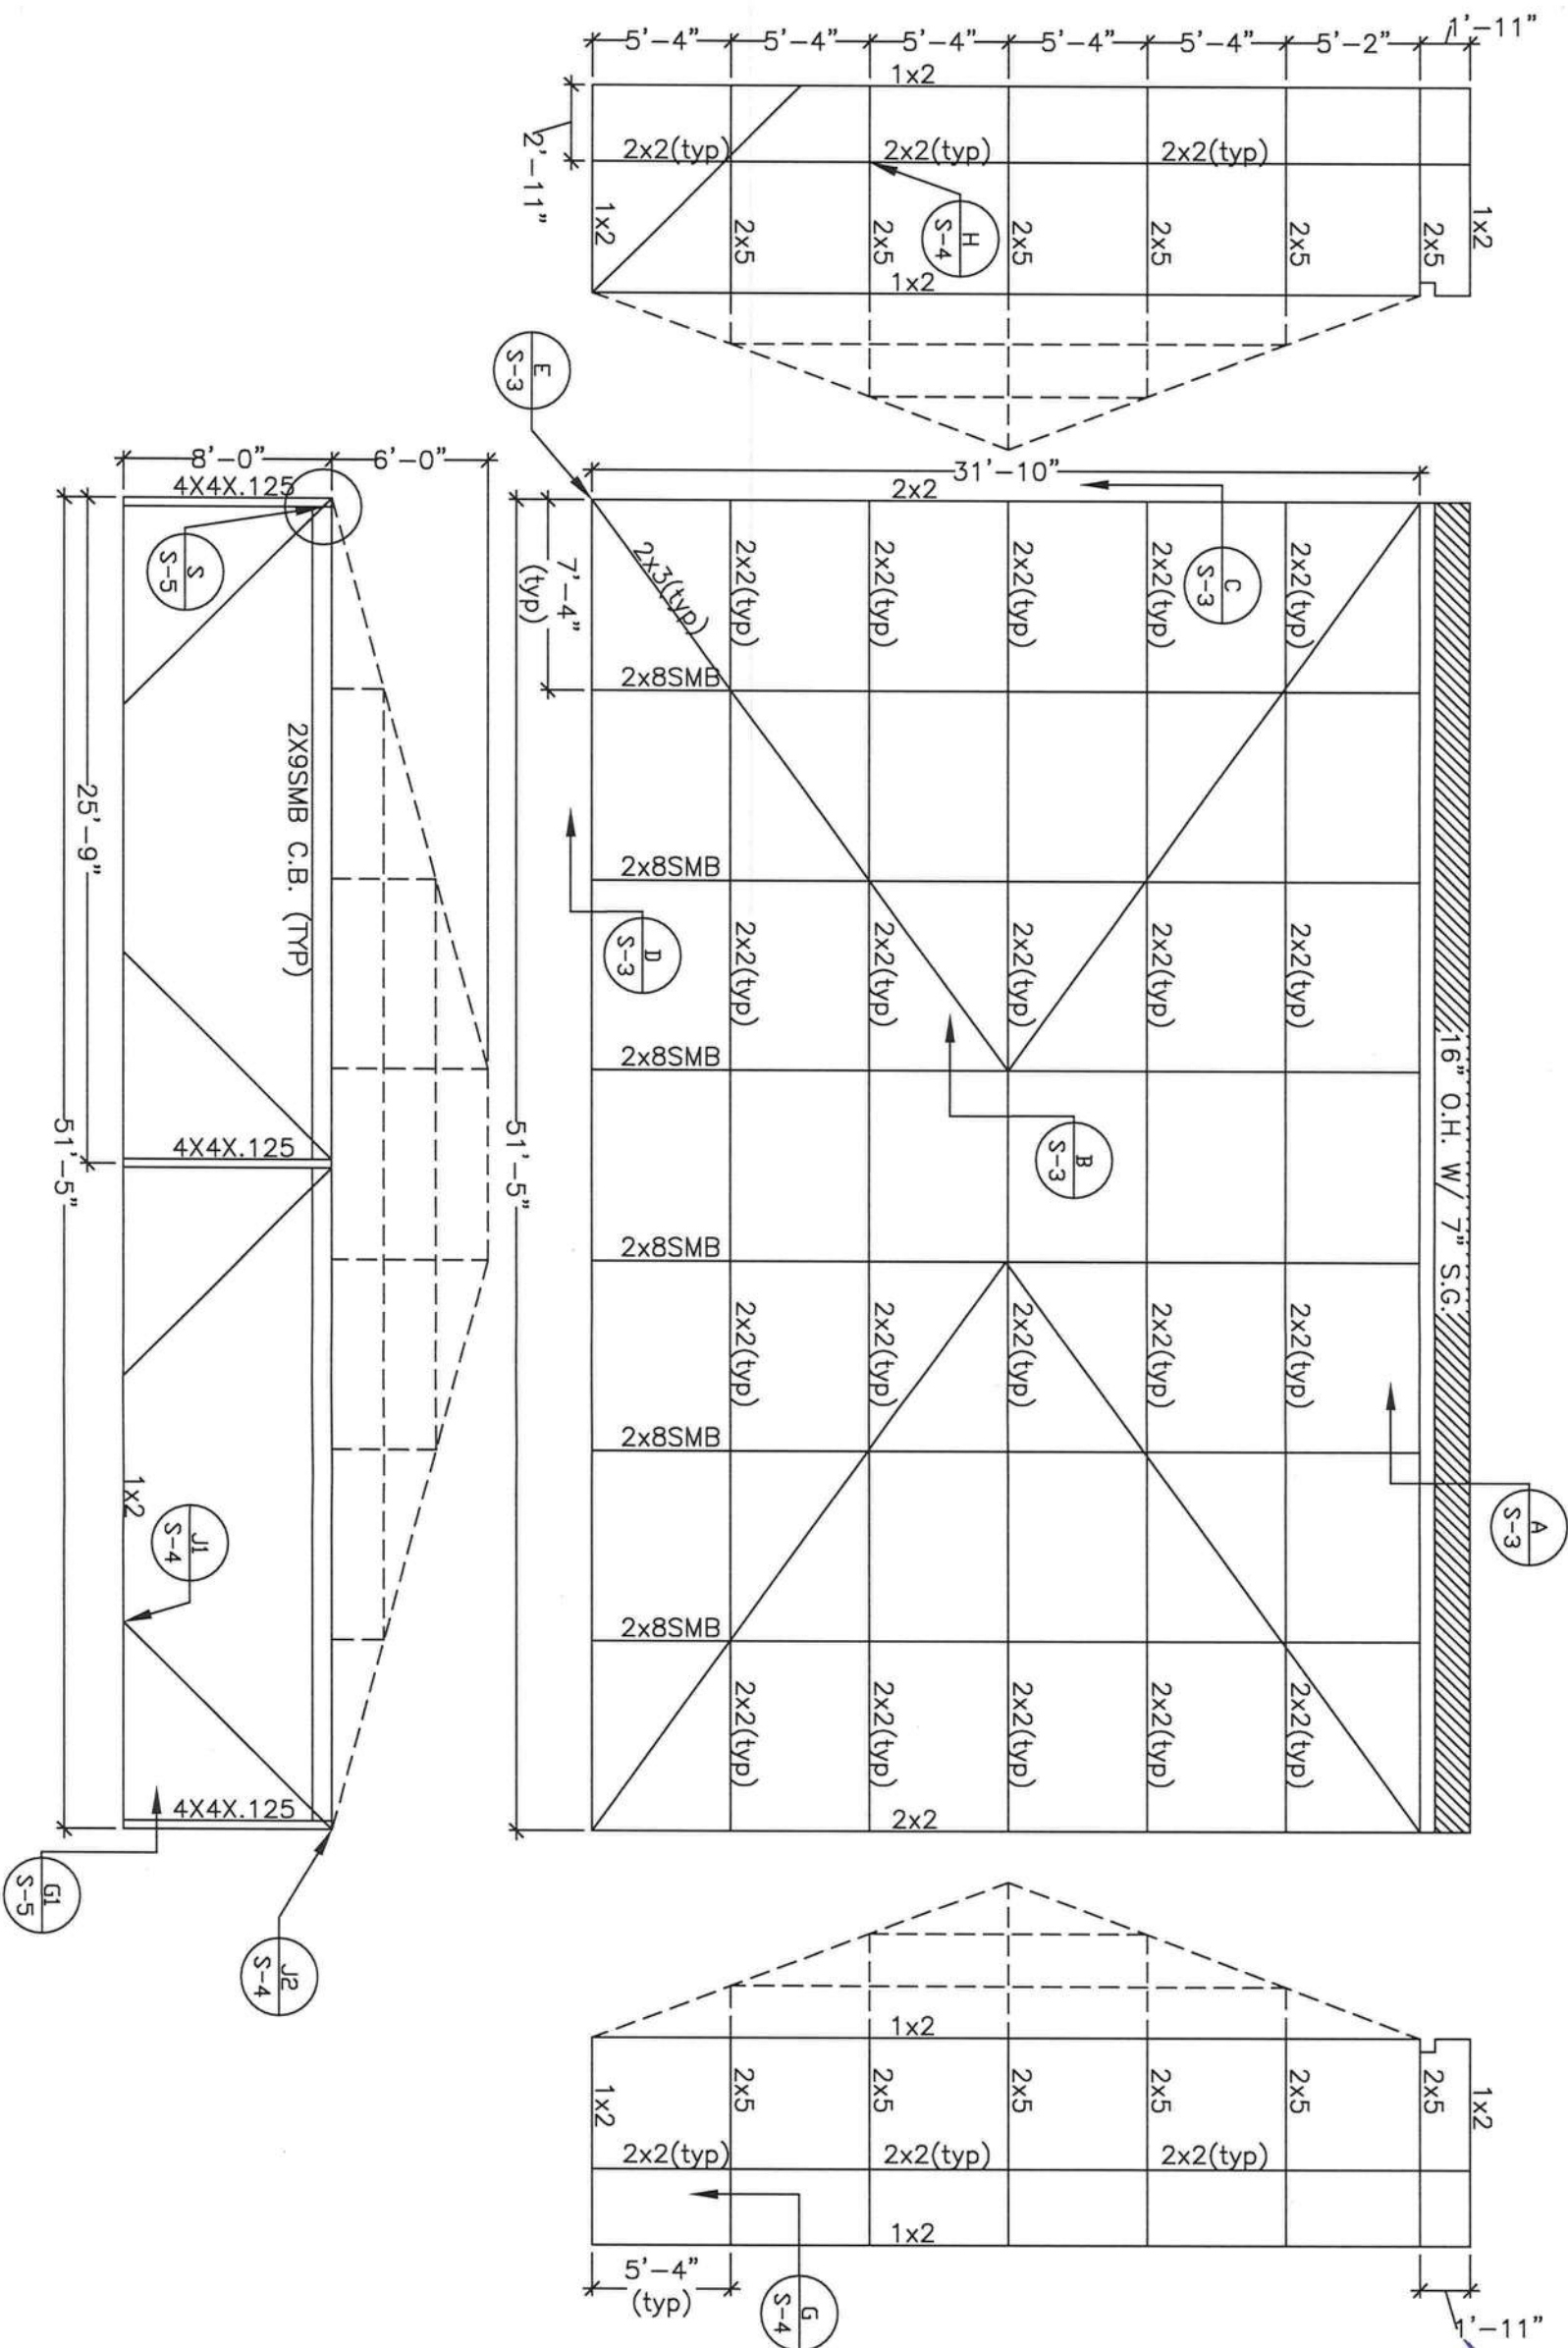 5'-4"
5'-4"
5'-4"
5'-4"
5'-4"
5'-2"
1'-11"
1x2
2'-11"
2x2(typ)
2x2(typ)
2x2(typ)
1x2
2x5
2x5
2x5
2x5
2x5
2x5
1x2
H
S-4
1x2
E
S-3
31'-10"
2x2
C
S-3
7'-4"
(typ)
2x3(typ)
2x2(typ)
2x2(typ)
2x2(typ)
2x2(typ)
2x2(typ)
2x8SMB
2x8SMB
D
S-3
2x2(typ)
2x2(typ)
2x2(typ)
2x2(typ)
2x2(typ)
2x8SMB
B
S-3
16" O.H. W/ 7" S.G.
51'-5"
2x8SMB
2x2(typ)
2x2(typ)
2x2(typ)
2x2(typ)
2x2(typ)
A
S-3
2x8SMB
2x8SMB
2x2(typ)
2x2(typ)
2x2(typ)
2x2(typ)
2x2(typ)
2x2
8'-0"
6'-0"
4X4X.125
S
S-5
2X9SMB C.B. (TYP)
25'-9"
51'-5"
4X4X.125
1x2
J1
S-4
4X4X.125
G1
S-5
J2
S-4
1x2
1x2
2x5
2x5
2x5
2x5
2x5
2x5
1x2
2x2(typ)
2x2(typ)
2x2(typ)
1x2
5'-4"
(typ)
G
S-4
1'-11"